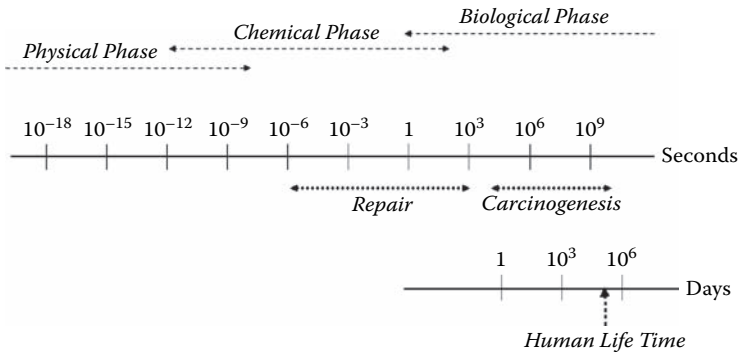 Biological Phase
Chemical Phase
Physical Phase
10⁻¹⁸ 10⁻¹⁵ 10⁻¹² 10⁻⁹ 10⁻⁶ 10⁻³ 1 10³ 10⁶ 10⁹
Seconds
Repair Carcinogenesis
1 10³ 10⁶
Days
Human Life Time